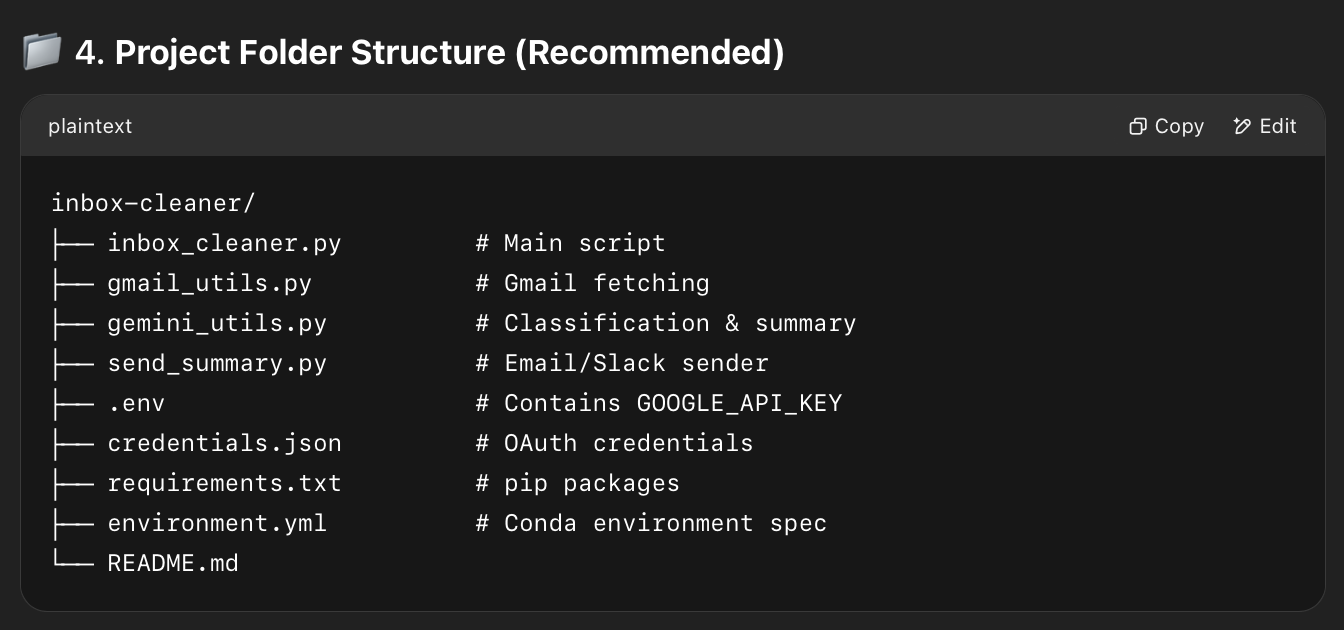 4. Project Folder Structure (Recommended)
plaintext Copy Edit
inbox-cleaner/
├── inbox_cleaner.py         # Main script
├── gmail_utils.py           # Gmail fetching
├── gemini_utils.py          # Classification & summary
├── send_summary.py          # Email/Slack sender
├── .env                     # Contains GOOGLE_API_KEY
├── credentials.json         # OAuth credentials
├── requirements.txt         # pip packages
├── environment.yml          # Conda environment spec
└── README.md